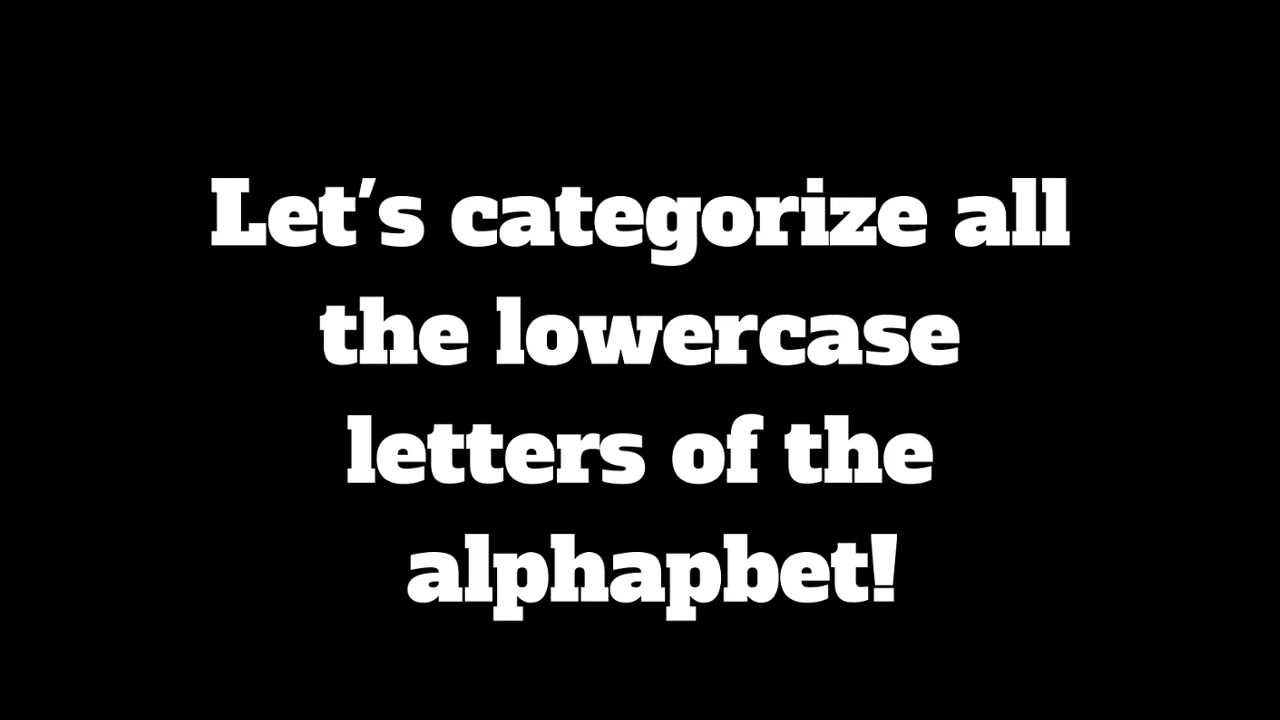 Let's categorize all
the lowercase
letters of the
alphapbet!